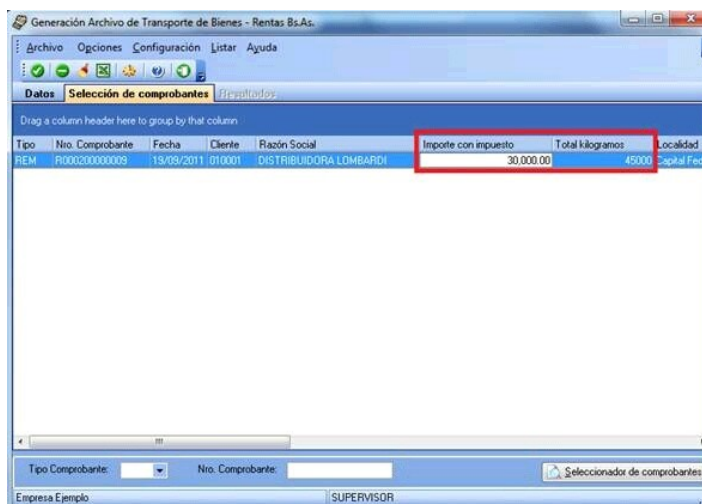 Generación Archivo de Transporte de Bienes - Rentas Bs.As.
Archivo Opciones Configuración Listar Ayuda
Datos Selección de comprobantes Resultados
Drag a column header here to group by that column
Tipo Nro. Comprobante Fecha Cliente Razón Social Importe con impuesto Total kilogramos Localidad
REM R000200000009 19/09/2011 010001 DISTRIBUIDORA LOMBARDI 30,000.00 45000 Capital Fed
Tipo Comprobante: Nro. Comprobante: Seleccionador de comprobantes
Empresa Ejemplo SUPERVISOR